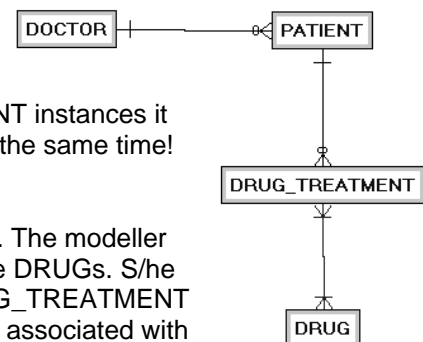 DOCTOR
PATIENT
NT instances it
the same time!
DRUG_TREATMENT
. The modeller
e DRUGs. S/he
G_TREATMENT
associated with
DRUG